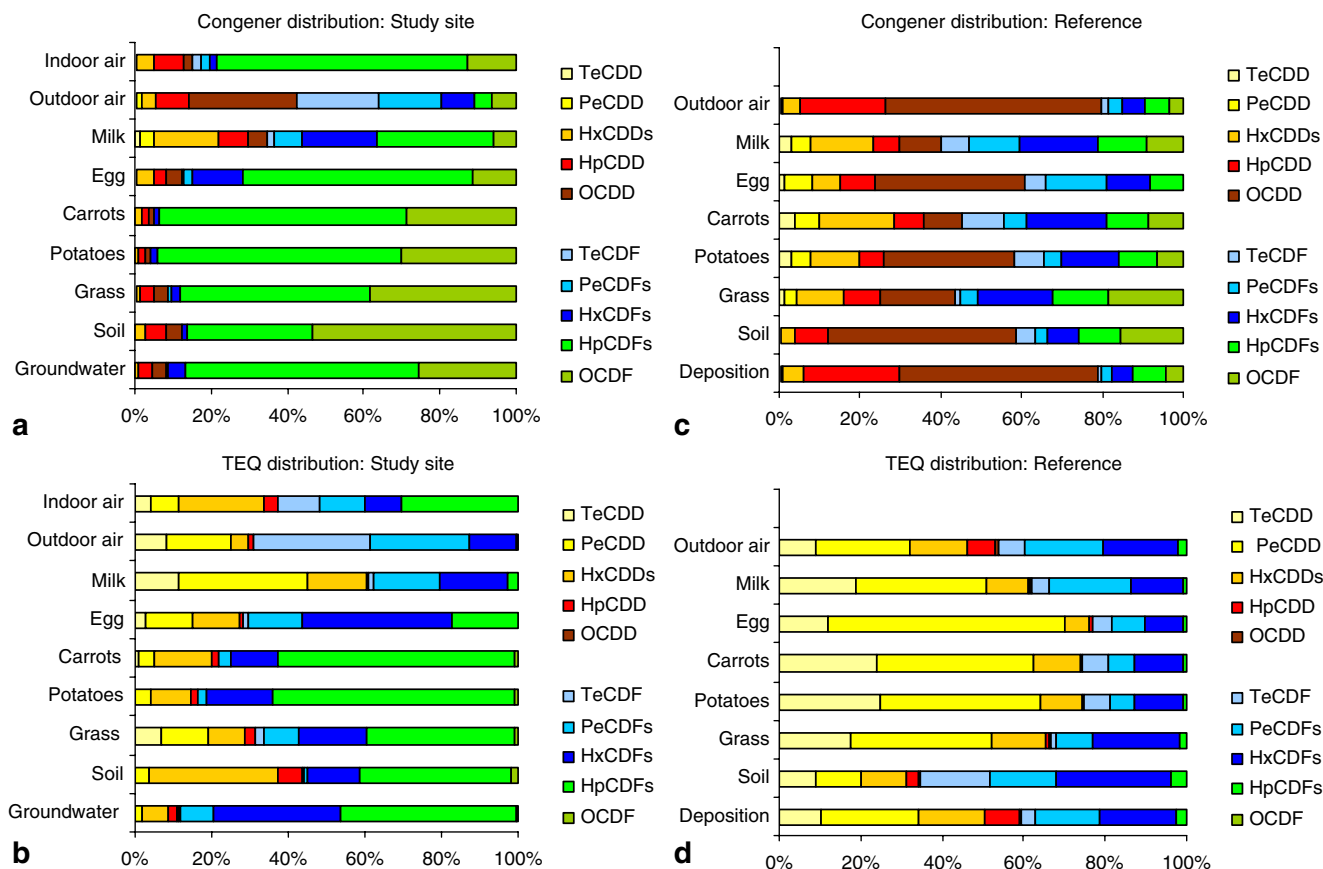 a
Congener distribution: Study site
Indoor air
Outdoor air
Milk
Egg
Carrots
Potatoes
Grass
Soil
Groundwater
0% 20% 40% 60% 80% 100%
TeCDD
PeCDD
HxCDDs
HpCDD
OCDD
TeCDF
PeCDFs
HxCDFs
HpCDFs
OCDF
c
Congener distribution: Reference
Outdoor air
Milk
Egg
Carrots
Potatoes
Grass
Soil
Deposition
0% 20% 40% 60% 80% 100%
TeCDD
PeCDD
HxCDDs
HpCDD
OCDD
TeCDF
PeCDFs
HxCDFs
HpCDFs
OCDF
b
TEQ distribution: Study site
Indoor air
Outdoor air
Milk
Egg
Carrots
Potatoes
Grass
Soil
Groundwater
0% 20% 40% 60% 80% 100%
TeCDD
PeCDD
HxCDDs
HpCDD
OCDD
TeCDF
PeCDFs
HxCDFs
HpCDFs
OCDF
d
TEQ distribution: Reference
Outdoor air
Milk
Egg
Carrots
Potatoes
Grass
Soil
Deposition
0% 20% 40% 60% 80% 100%
TeCDD
PeCDD
HxCDDs
HpCDD
OCDD
TeCDF
PeCDFs
HxCDFs
HpCDFs
OCDF